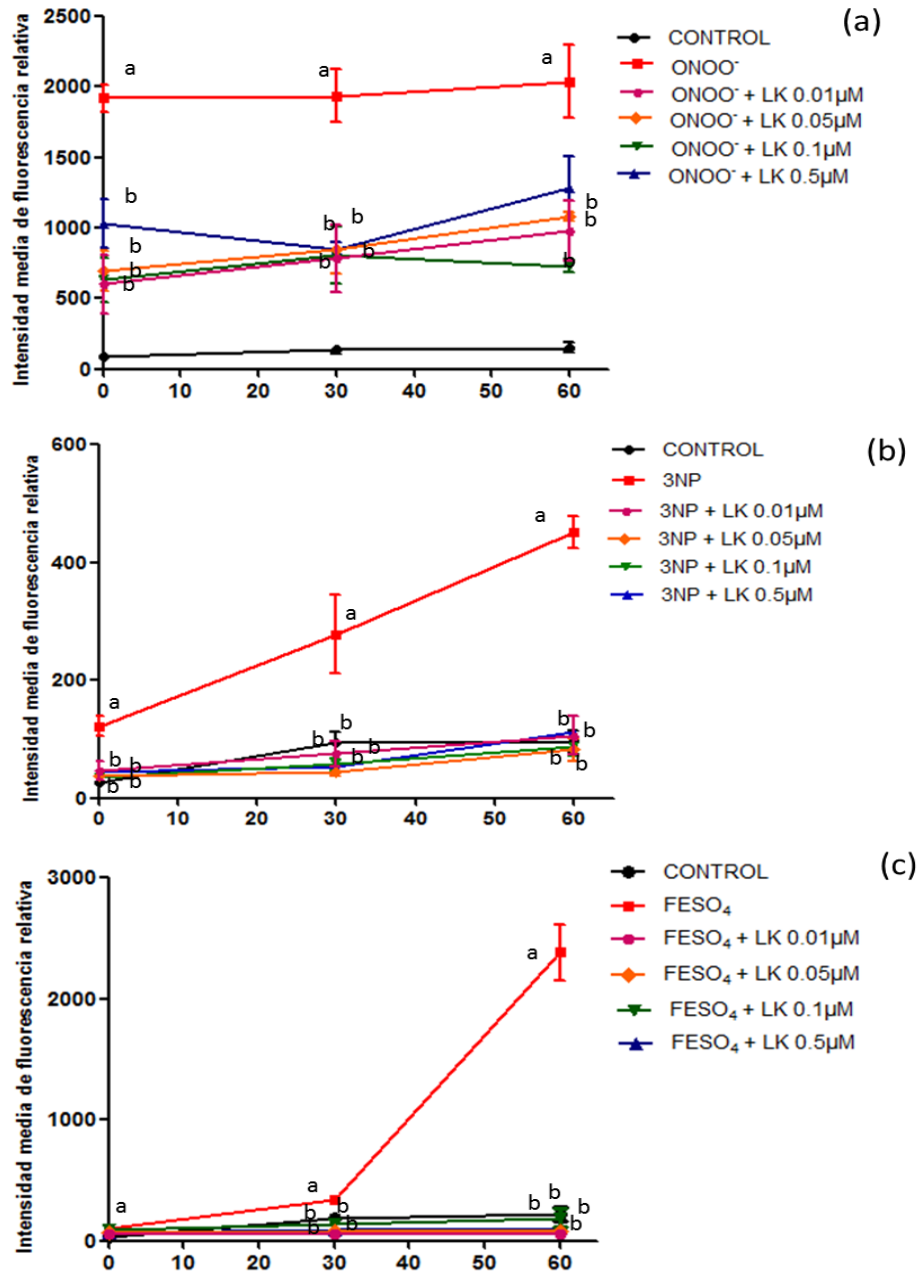 (a)
Intensidad media de fluorescencia relativa
2500
2000
1500
1000
500
0
0 10 20 30 40 50 60
CONTROL
ONOO⁻
ONOO⁻ + LK 0.01µM
ONOO⁻ + LK 0.05µM
ONOO⁻ + LK 0.1µM
ONOO⁻ + LK 0.5µM
a a a
b b b b b
b b b b b
b
(b)
Intensidad media de fluorescencia relativa
600
400
200
0
0 10 20 30 40 50 60
CONTROL
3NP
3NP + LK 0.01µM
3NP + LK 0.05µM
3NP + LK 0.1µM
3NP + LK 0.5µM
a a a
b b b b b b
b b b b b b
(c)
Intensidad media de fluorescencia relativa
3000
2000
1000
0
0 10 20 30 40 50 60
CONTROL
FESO₄
FESO₄ + LK 0.01µM
FESO₄ + LK 0.05µM
FESO₄ + LK 0.1µM
FESO₄ + LK 0.5µM
a a a
b b b b
b b b b